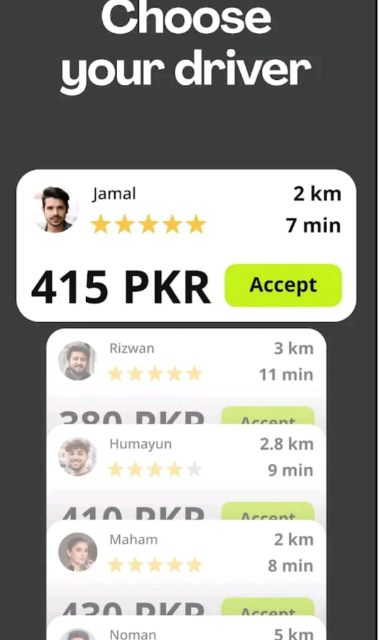 Choose
your driver
Jamal
2 km
7 min
415 PKR
Accept
Rizwan
3 km
11 min
380 PKR
Accept
Humayun
2.8 km
9 min
410 PKR
Accept
Maham
2 km
8 min
430 PKR
Accept
Noman
5 km